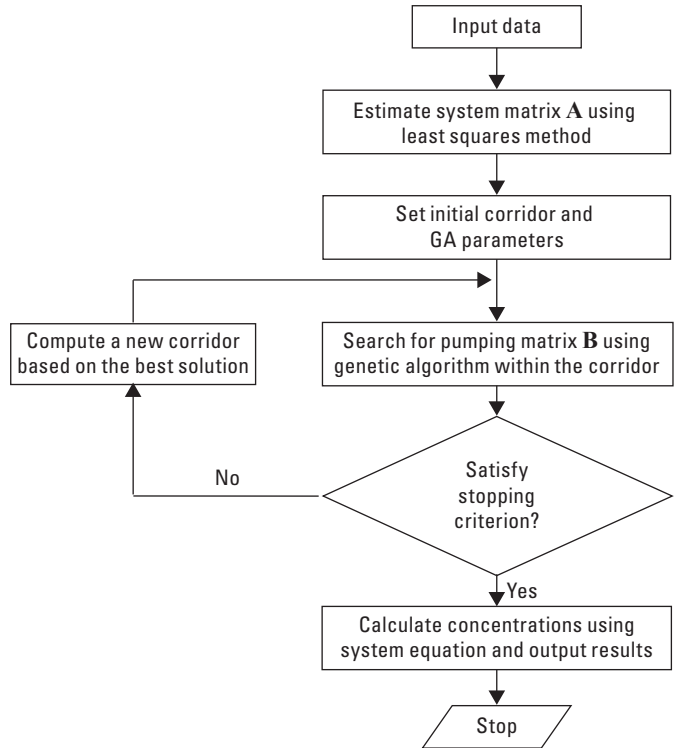 Input data
Estimate system matrix A using
least squares method
Set initial corridor and
GA parameters
Compute a new corridor
based on the best solution
Search for pumping matrix B using
genetic algorithm within the corridor
No
Satisfy
stopping
criterion?
Yes
Calculate concentrations using
system equation and output results
Stop